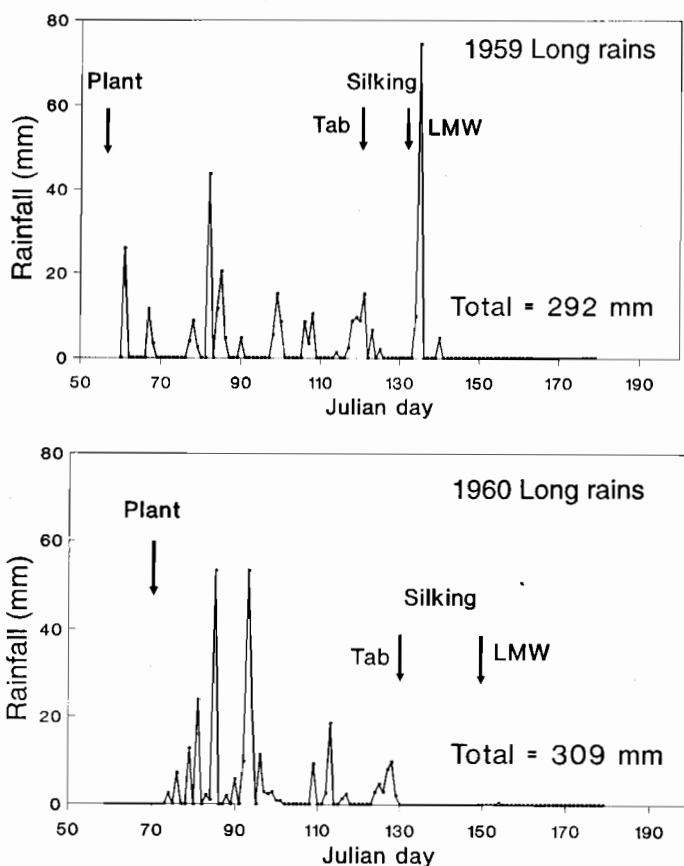 80
1959 Long rains
Plant
Silking
60
Tab
LMW
Rainfall (mm)
40
20
Total = 292 mm
0
50 70 90 110 130 150 170 190
Julian day
80
1960 Long rains
Plant
60
Silking
Rainfall (mm)
40
Tab
LMW
20
Total = 309 mm
0
50 70 90 110 130 150 170 190
Julian day